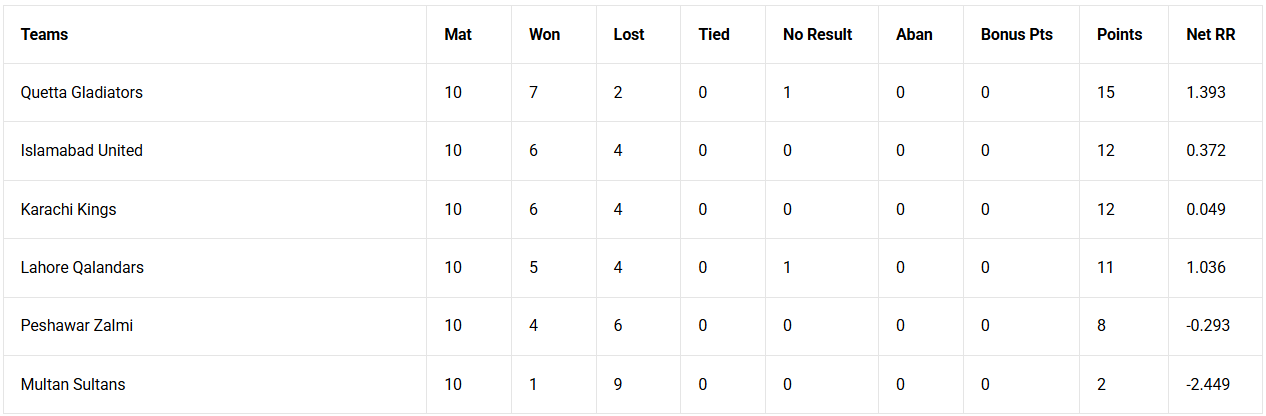 Teams Mat Won Lost Tied No Result Aban Bonus Pts Points Net RR
Quetta Gladiators 10 7 2 0 1 0 0 15 1.393
Islamabad United 10 6 4 0 0 0 0 12 0.372
Karachi Kings 10 6 4 0 0 0 0 12 0.049
Lahore Qalandars 10 5 4 0 1 0 0 11 1.036
Peshawar Zalmi 10 4 6 0 0 0 0 8 -0.293
Multan Sultans 10 1 9 0 0 0 0 2 -2.449